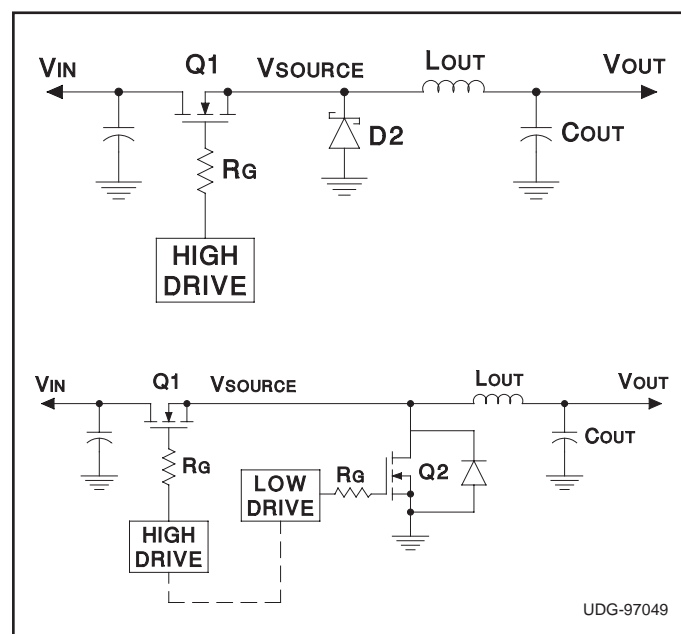 VIN Q1 VSOURCE LOUT VOUT
D2 COUT
RG
HIGH
DRIVE
VIN Q1 VSOURCE LOUT VOUT
COUT
RG LOW
DRIVE RG Q2
HIGH
DRIVE
UDG-97049